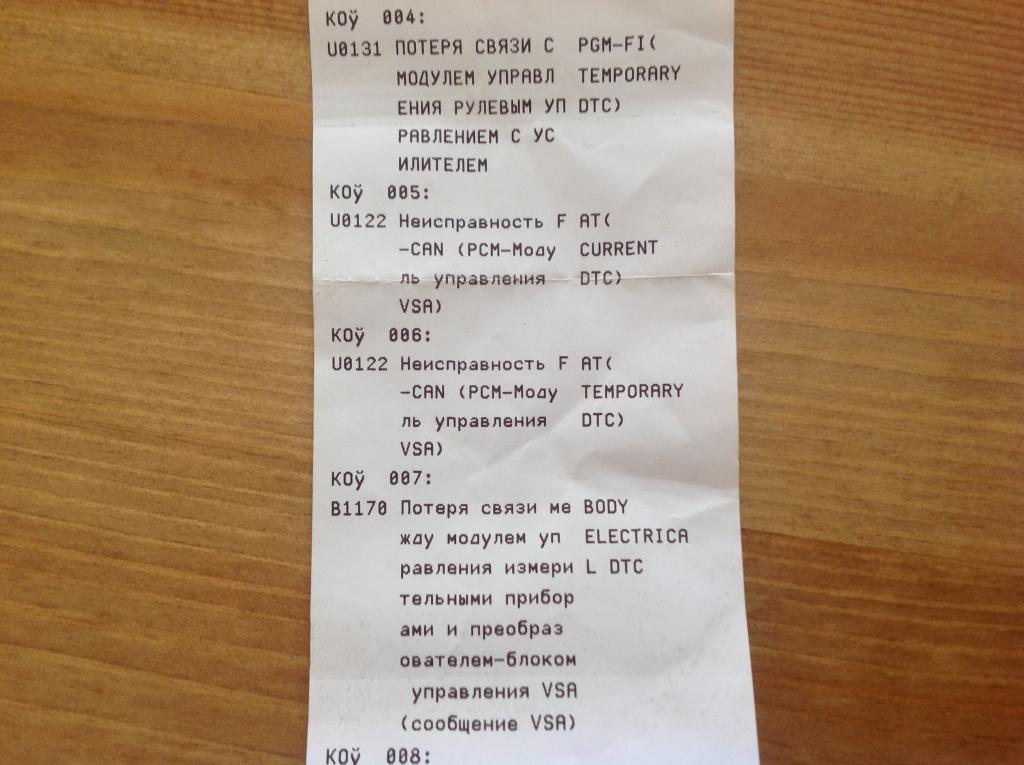 КОў 004:
U0131 ПОТЕРЯ СВЯЗИ С PGM-FI(
МОДУЛЕМ УПРАВЛ TEMPORARY
ЕНИЯ РУЛЕВЫМ УП DTC)
РАВЛЕНИЕМ С УС
ИЛИТЕЛЕМ
КОў 005:
U0122 Неисправность F AT(
-CAN (PCM-Моду CURRENT
ль управления DTC)
VSA)
КОў 006:
U0122 Неисправность F AT(
-CAN (PCM-Моду TEMPORARY
ль управления DTC)
VSA)
КОў 007:
B1170 Потеря связи ме BODY
жду модулем уп ELECTRICA
равления измери L DTC
тельными прибор
ами и преобраз
ователем-блоком
управления VSA
(сообщение VSA)
КОў 008: